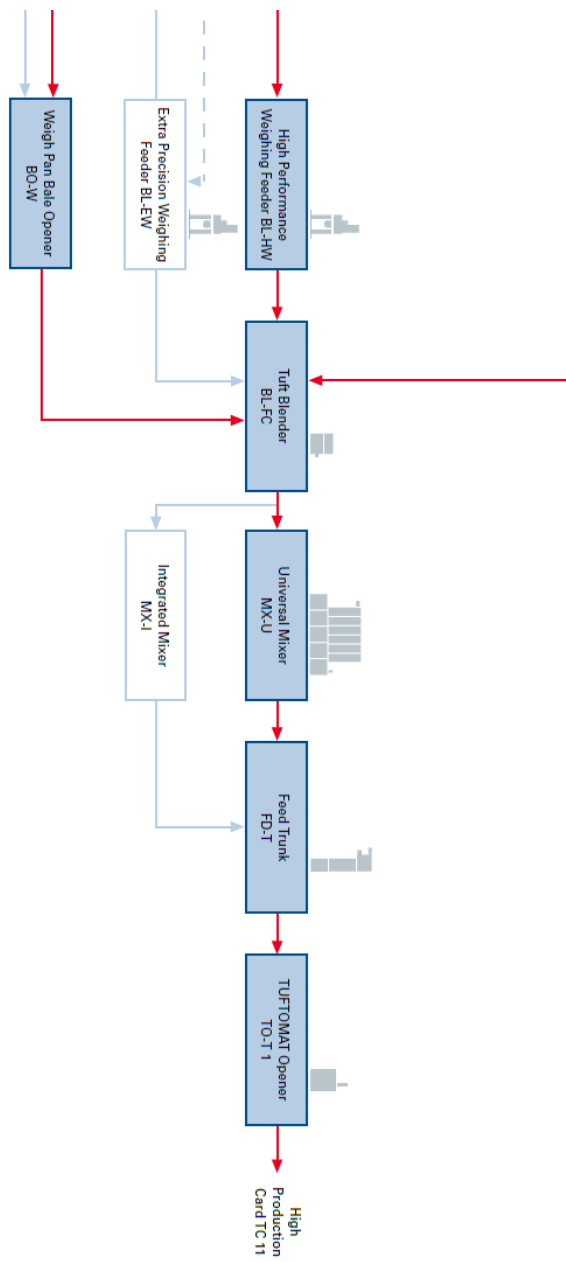 Weigh Pan Bale Opener
BO-W
Extra Precision Weighing
Feeder BL-EW
High Performance
Weighing Feeder BL-HW
Tuft Blender
BL-FC
Integrated Mixer
MX-I
Universal Mixer
MX-U
Feed Trunk
FD-T
TUFTOMAT Opener
TO-T 1
High
Production
Card TC 11